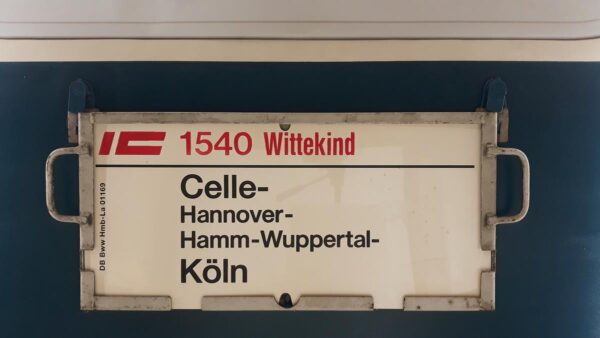 IC 1540 Wittekind
Celle-
Hannover-
Hamm-Wuppertal-
Köln
DB Bww Hmb-La 01169